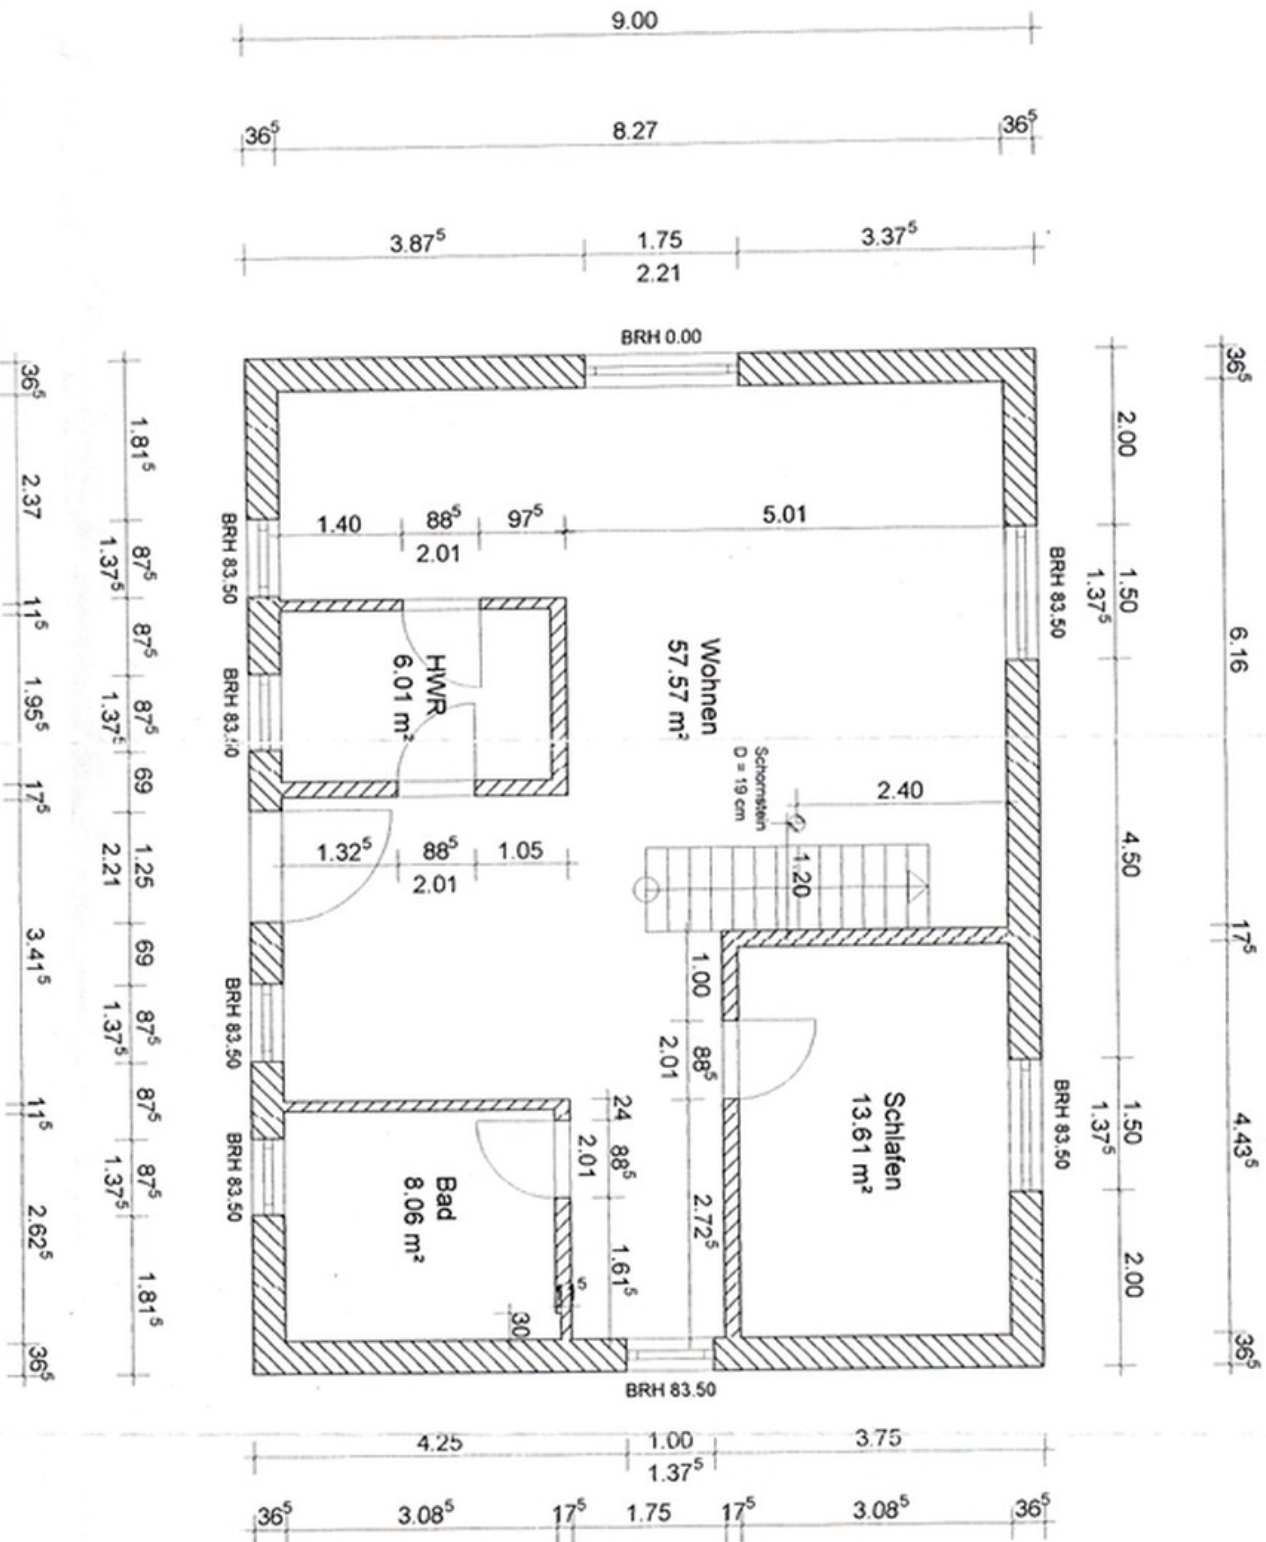 9.00
36⁵ 8.27 36⁵
3.87⁵ 1.75 3.37⁵
2.21
BRH 0.00
36⁵
2.37
11⁵
1.95⁵
17⁵
3.41⁵
11⁵
2.62⁵
36⁵
1.81⁵
87⁵
1.37⁵
87⁵
87⁵
1.37⁵
69
1.25
2.21
69
87⁵
1.37⁵
87⁵
87⁵
1.37⁵
1.81⁵
BRH 83.50
BRH 83.50
BRH 83.50
BRH 83.50
1.40 88⁵ 97⁵ 5.01
2.01
HWR
6.01 m²
Wohnen
57.57 m²
Schornstein
D = 19 cm
2.40
1.20
1.32⁵ 88⁵ 1.05
2.01
1.00
88⁵
2.01
2.72⁵
24
88⁵
2.01
1.61⁵
5
30
Bad
8.06 m²
Schlafen
13.61 m²
BRH 83.50
BRH 83.50
2.00
1.50
1.37⁵
4.50
1.50
1.37⁵
2.00
36⁵
6.16
17⁵
4.43⁵
36⁵
BRH 83.50
4.25 1.00 3.75
1.37⁵
36⁵ 3.08⁵ 17⁵ 1.75 17⁵ 3.08⁵ 36⁵